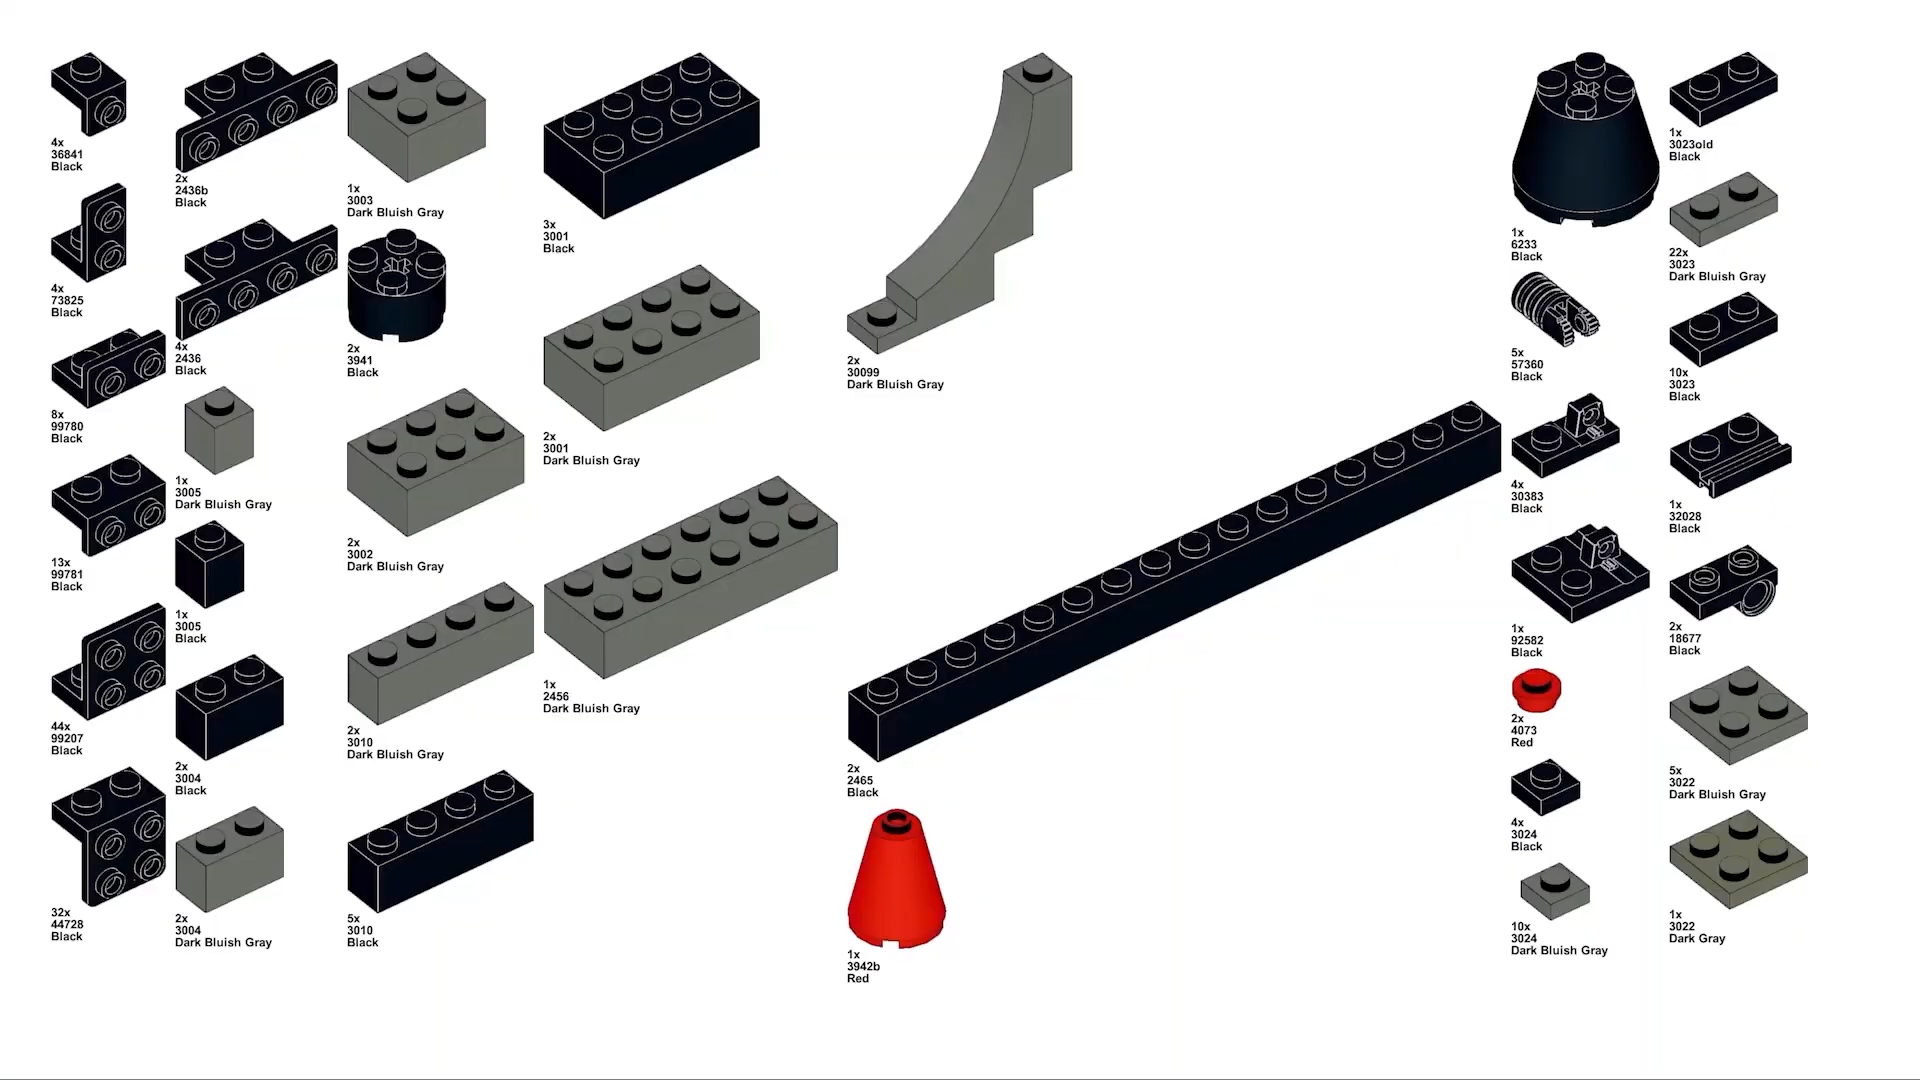 4x
36841
Black
4x
73825
Black
8x
99780
Black
13x
99781
Black
44x
99207
Black
32x
44728
Black
2x
2436b
Black
4x
2436
Black
1x
3005
Dark Bluish Gray
1x
3005
Black
2x
3004
Black
2x
3004
Dark Bluish Gray
1x
3003
Dark Bluish Gray
2x
3941
Black
2x
3002
Dark Bluish Gray
2x
3010
Dark Bluish Gray
5x
3010
Black
3x
3001
Black
2x
3001
Dark Bluish Gray
1x
2456
Dark Bluish Gray
2x
30099
Dark Bluish Gray
2x
2465
Black
1x
3942b
Red
1x
6233
Black
5x
57360
Black
4x
30383
Black
1x
92582
Black
2x
4073
Red
4x
3024
Black
10x
3024
Dark Bluish Gray
1x
3023old
Black
22x
3023
Dark Bluish Gray
10x
3023
Black
1x
32028
Black
2x
18677
Black
5x
3022
Dark Bluish Gray
1x
3022
Dark Gray